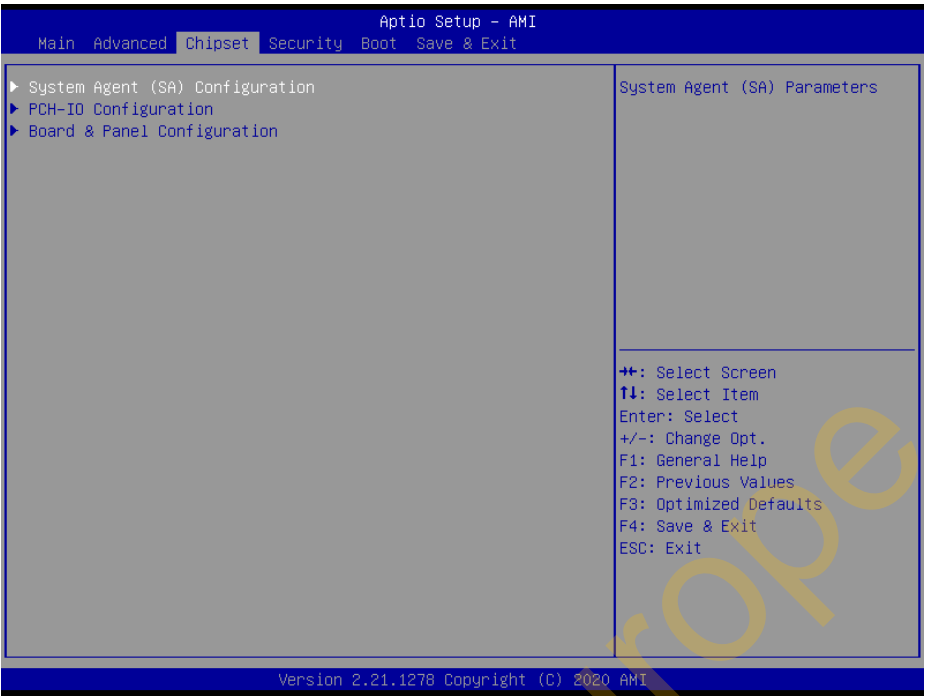 Aptio Setup - AMI
Main Advanced Chipset Security Boot Save & Exit
System Agent (SA) Configuration
PCH-IO Configuration
Board & Panel Configuration
System Agent (SA) Parameters
→←: Select Screen
↑↓: Select Item
Enter: Select
+/-: Change Opt.
F1: General Help
F2: Previous Values
F3: Optimized Defaults
F4: Save & Exit
ESC: Exit
Version 2.21.1278 Copyright (C) 2020 AMI
rope